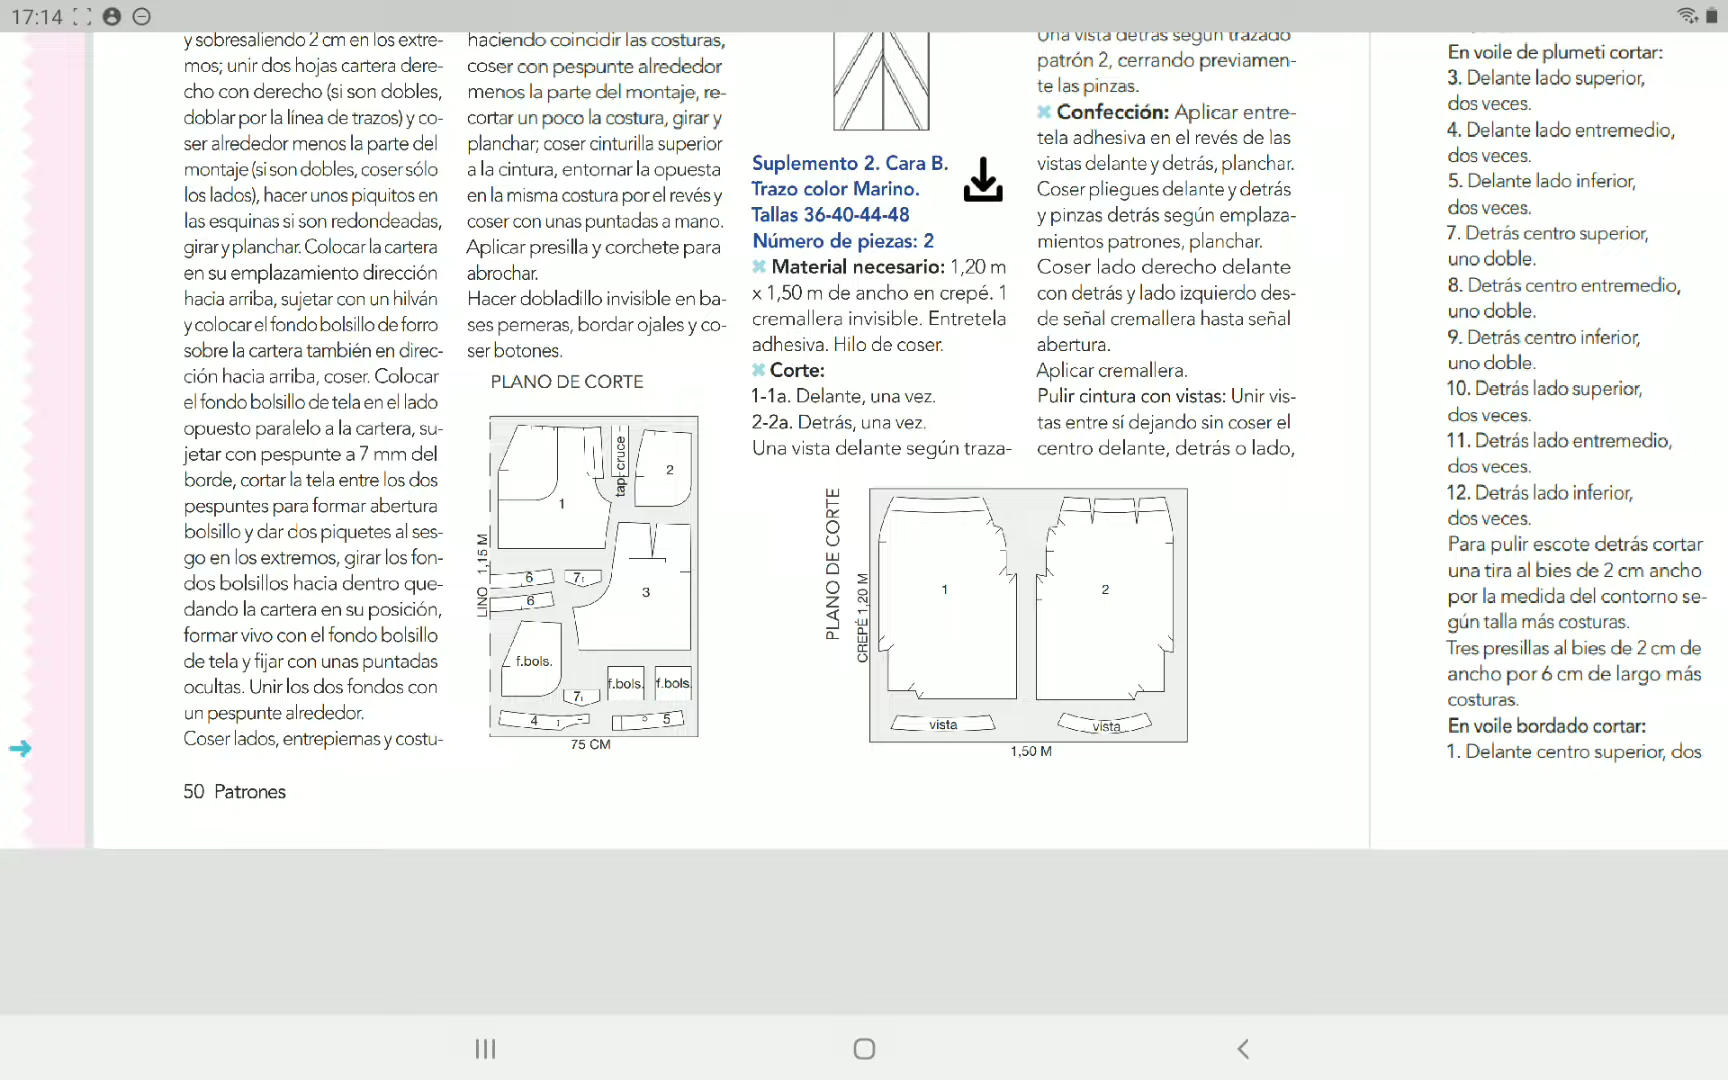 17:14
y sobresaliendo 2 cm en los extre-
mos; unir dos hojas cartera dere-
cho con derecho (si son dobles,
doblar por la línea de trazos) y co-
ser alrededor menos la parte del
montaje (si son dobles, coser sólo
los lados), hacer unos piquitos en
las esquinas si son redondeadas,
girar y planchar. Colocar la cartera
en su emplazamiento dirección
hacia arriba, sujetar con un hilván
y colocar el fondo bolsillo de forro
sobre la cartera también en direc-
ción hacia arriba, coser. Colocar
el fondo bolsillo de tela en el lado
opuesto paralelo a la cartera, su-
jetar con pespunte a 7 mm del
borde, cortar la tela entre los dos
pespuntes para formar abertura
bolsillo y dar dos piquetes al ses-
go en los extremos, girar los fon-
dos bolsillos hacia dentro que-
dando la cartera en su posición,
formar vivo con el fondo bolsillo
de tela y fijar con unas puntadas
ocultas. Unir los dos fondos con
un pespunte alrededor.
Coser lados, entrepiernas y costu-
50 Patrones
haciendo coincidir las costuras,
coser con pespunte alrededor
menos la parte del montaje, re-
cortar un poco la costura, girar y
planchar; coser cinturilla superior
a la cintura, entornar la opuesta
en la misma costura por el revés y
coser con unas puntadas a mano.
Aplicar presilla y corchete para
abrochar.
Hacer dobladillo invisible en ba-
ses perneras, bordar ojales y co-
ser botones.
PLANO DE CORTE
tap. cruce
2
1
LINO 1,15 M
6
7
3
6
f.bols.
f.bols.
f.bols.
7
4
5
75 CM
Suplemento 2. Cara B.
Trazo color Marino.
Tallas 36-40-44-48
Número de piezas: 2
Material necesario: 1,20 m
x 1,50 m de ancho en crepé. 1
cremallera invisible. Entretela
adhesiva. Hilo de coser.
Corte:
1-1a. Delante, una vez.
2-2a. Detrás, una vez.
Una vista delante según traza-
Una vista detrás según trazado
patrón 2, cerrando previamen-
te las pinzas.
Confección: Aplicar entre-
tela adhesiva en el revés de las
vistas delante y detrás, planchar.
Coser pliegues delante y detrás
y pinzas detrás según emplaza-
mientos patrones, planchar.
Coser lado derecho delante
con detrás y lado izquierdo des-
de señal cremallera hasta señal
abertura.
Aplicar cremallera.
Pulir cintura con vistas: Unir vis-
tas entre sí dejando sin coser el
centro delante, detrás o lado,
PLANO DE CORTE
CREPÉ 1,20 M
1
2
vista
vista
1,50 M
En voile de plumeti cortar:
3. Delante lado superior,
dos veces.
4. Delante lado entremedio,
dos veces.
5. Delante lado inferior,
dos veces.
7. Detrás centro superior,
uno doble.
8. Detrás centro entremedio,
uno doble.
9. Detrás centro inferior,
uno doble.
10. Detrás lado superior,
dos veces.
11. Detrás lado entremedio,
dos veces.
12. Detrás lado inferior,
dos veces.
Para pulir escote detrás cortar
una tira al bies de 2 cm ancho
por la medida del contorno se-
gún talla más costuras.
Tres presillas al bies de 2 cm de
ancho por 6 cm de largo más
costuras.
En voile bordado cortar:
1. Delante centro superior, dos